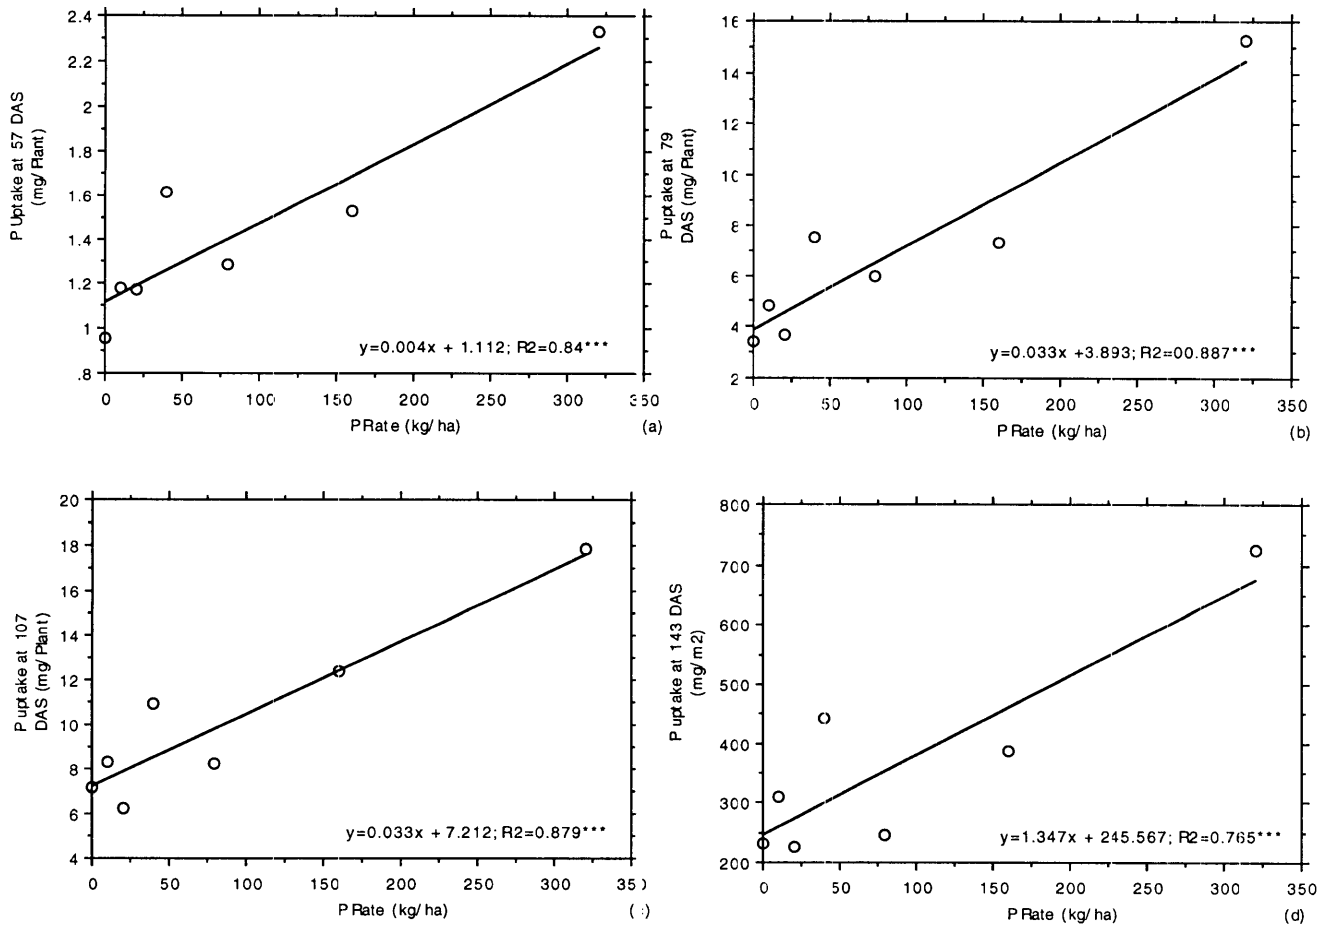 2.4
2.2
2
1.8
1.6
1.4
1.2
1
.8
P Uptake at 57 DAS
(mg/Plant)
y=0.004x + 1.112; R2=0.84***
0 50 100 150 200 250 300
P Rate (kg/ha)
(a)
14
12
6
4
2
P uptake at 79
DAS (mg/Plant)
y=0.033x +3.893; R2=00.887***
0 50 100 150 200 250 300 350
P Rate (kg/ha)
(b)
20
18
16
14
12
10
8
6
4
P uptake at 107
DAS (mg/Plant)
y=0.033x + 7.212; R2=0.879***
0 50 100 150 200 250 300
P Rate (kg/ha)
800
700
600
500
400
300
200
P uptake at 143 DAS
(mg/m2)
y=1.347x + 245.567; R2=0.765***
0 50 100 150 200 250 300 350
P Rate (kg/ha)
(d)